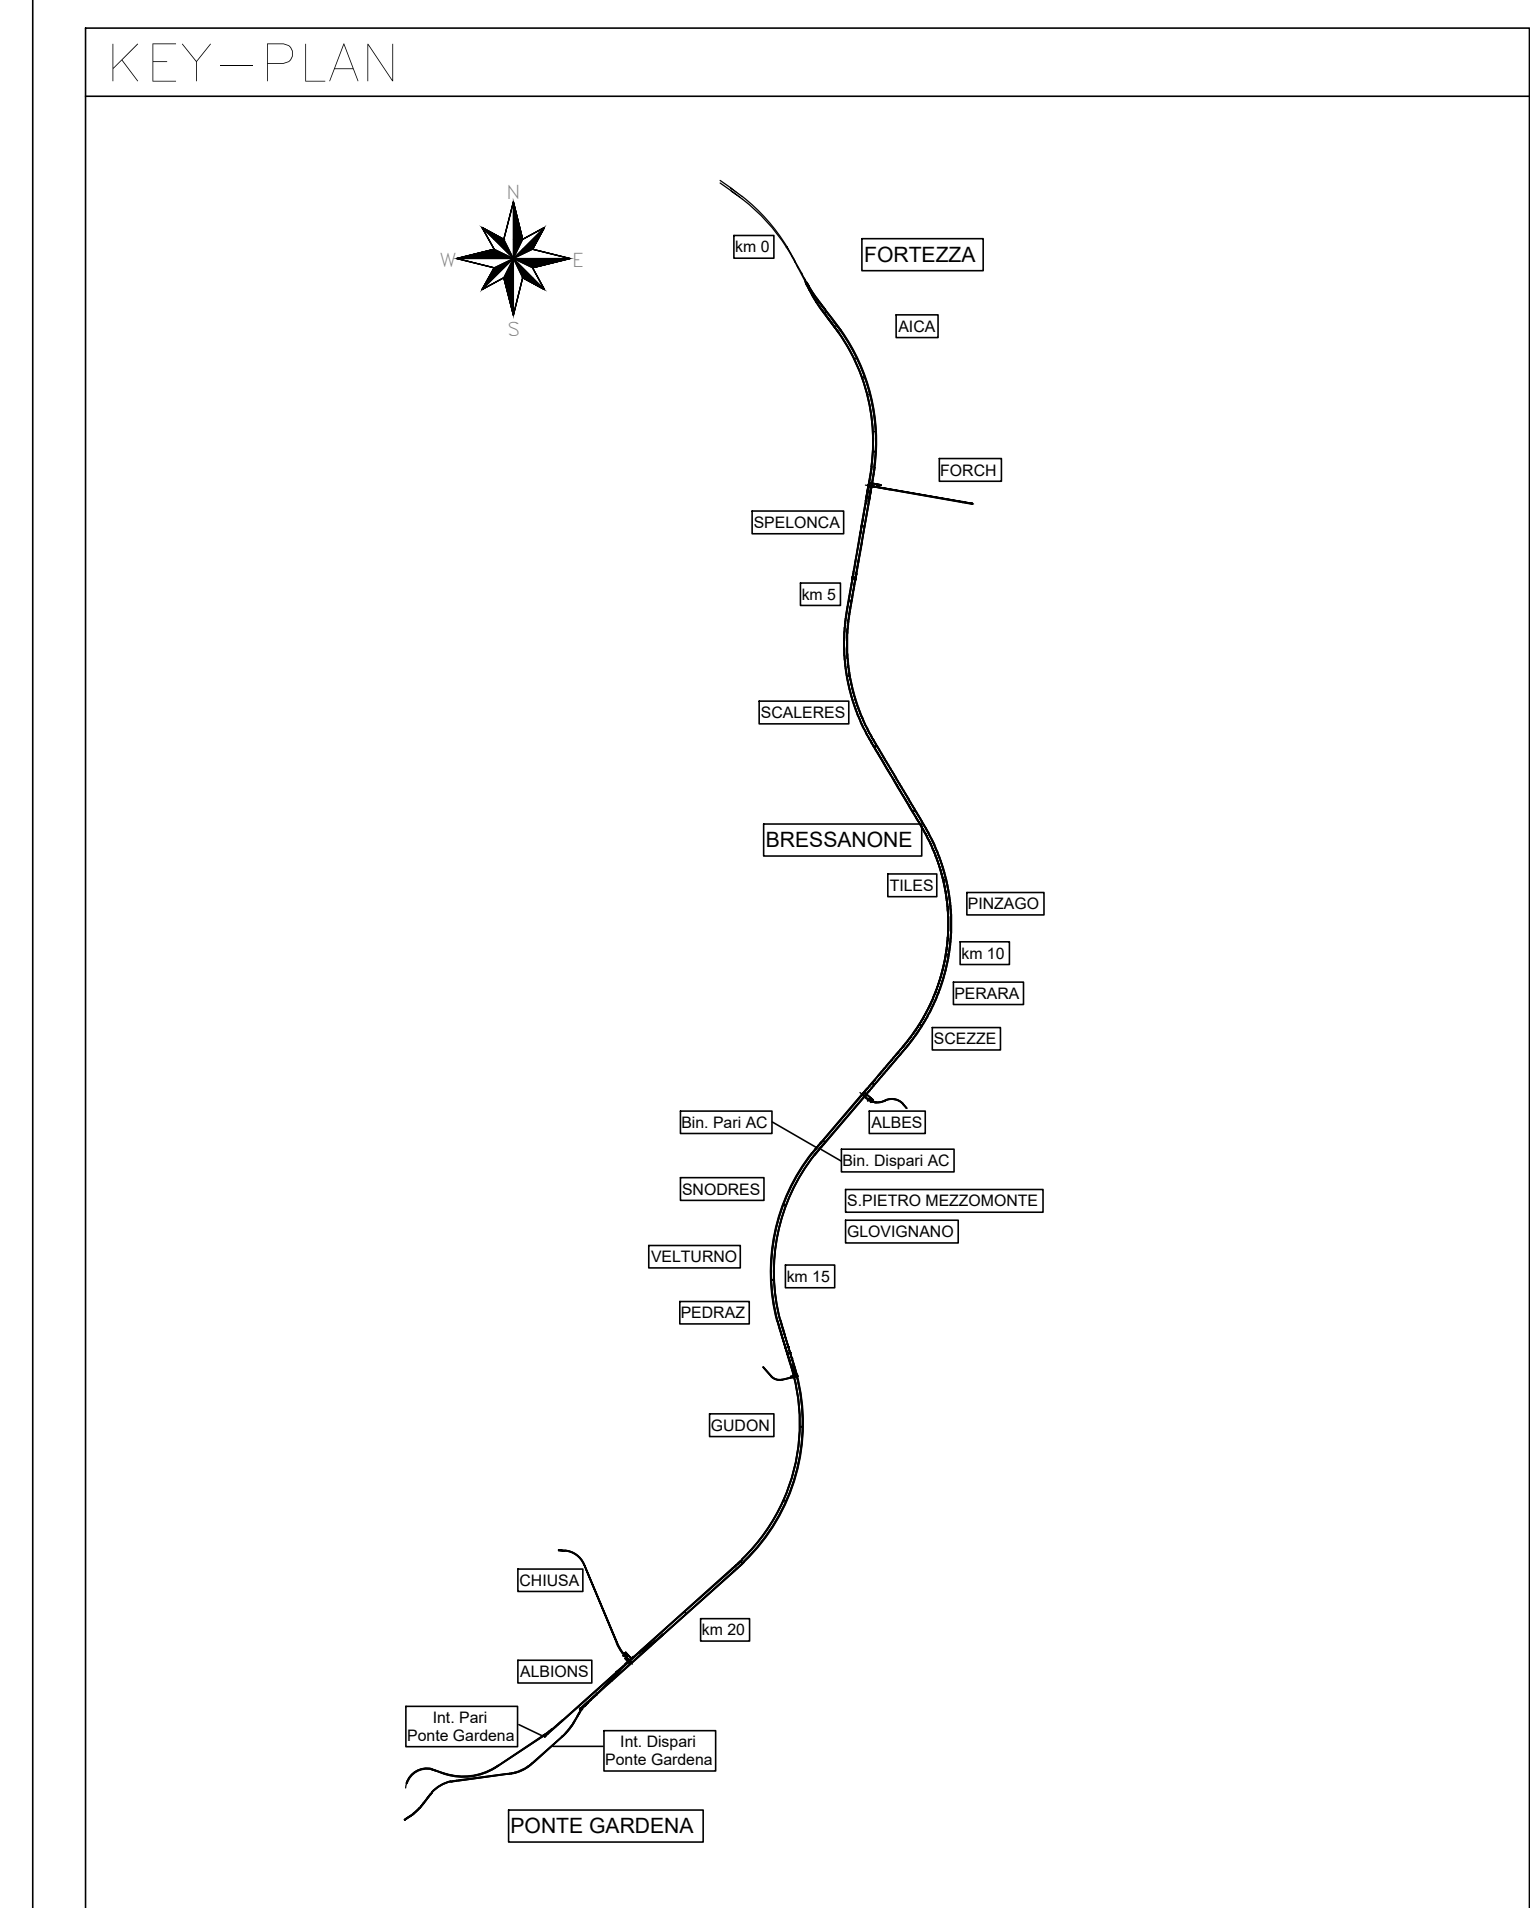 KEY-PLAN
N
W
E
S
km 0
FORTEZZA
AICA
FORCH
SPELONCA
km 5
SCALERES
BRESSANONE
TILES
PINZAGO
km 10
PERARA
SCEZZE
Bin. Pari AC
ALBES
Bin. Dispari AC
SNODRES
S.PIETRO MEZZOMONTE
GLOVIGNANO
VELTURNO
km 15
PEDRAZ
GUDON
CHIUSA
km 20
ALBIONS
Int. Pari
Ponte Gardena
Int. Dispari
Ponte Gardena
PONTE GARDENA